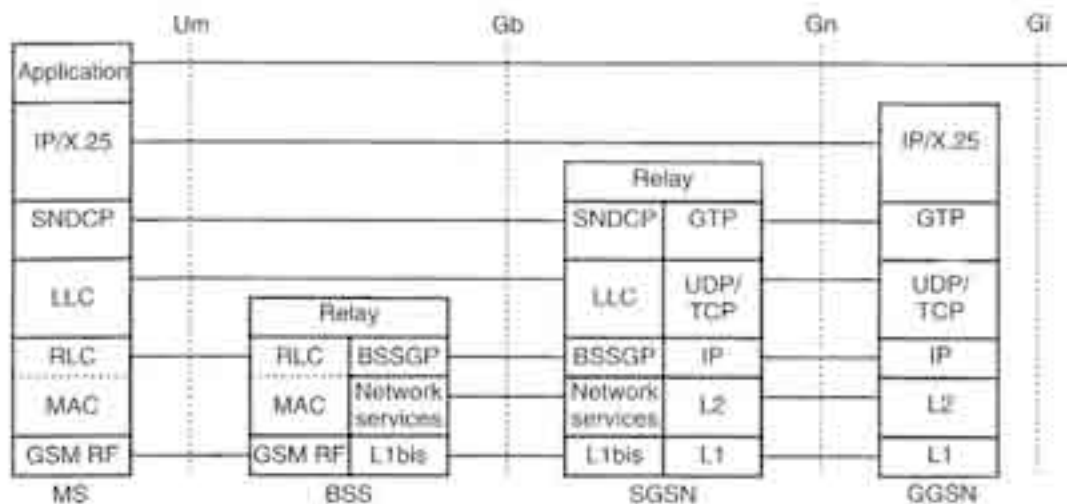 Um Gb Gn Gi
Application
IP/X.25 IP/X.25
Relay
SNDCP SNDCP GTP GTP
LLC LLC UDP/ TCP UDP/ TCP
Relay
RLC RLC BSSGP BSSGP IP IP
MAC MAC Network services Network services L2 L2
GSM RF GSM RF L1bis L1bis L1 L1
MS BSS SGSN GGSN